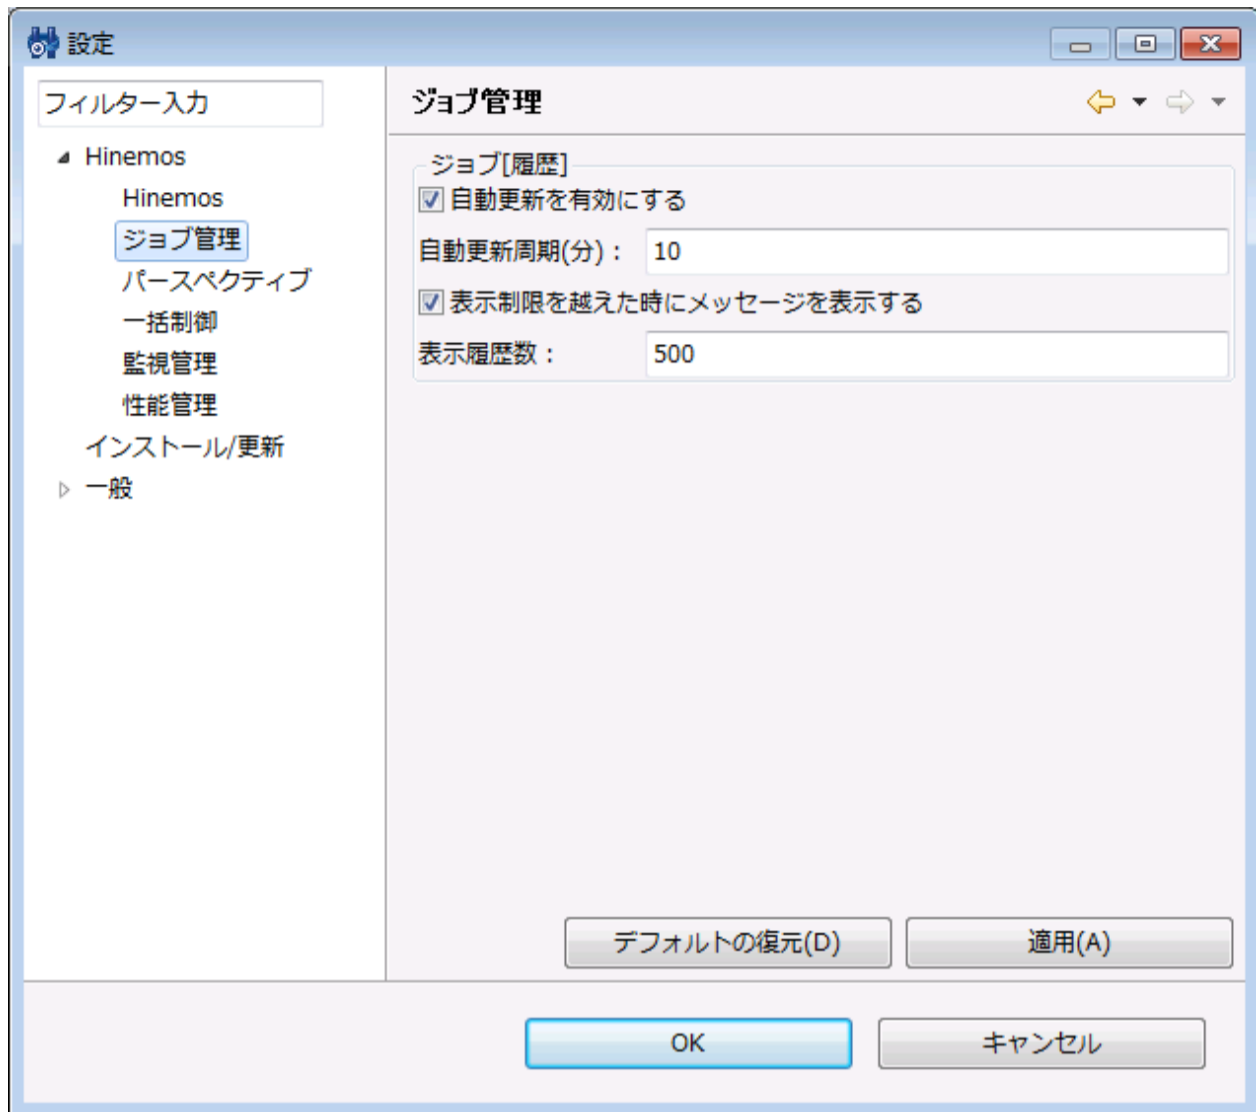 設定
フィルター入力
Hinemos
Hinemos
ジョブ管理
パースペクティブ
一括制御
監視管理
性能管理
インストール/更新
一般
ジョブ管理
ジョブ[履歴]
自動更新を有効にする
自動更新周期(分)： 10
表示制限を越えた時にメッセージを表示する
表示履歴数： 500
デフォルトの復元(D) 適用(A)
OK キャンセル